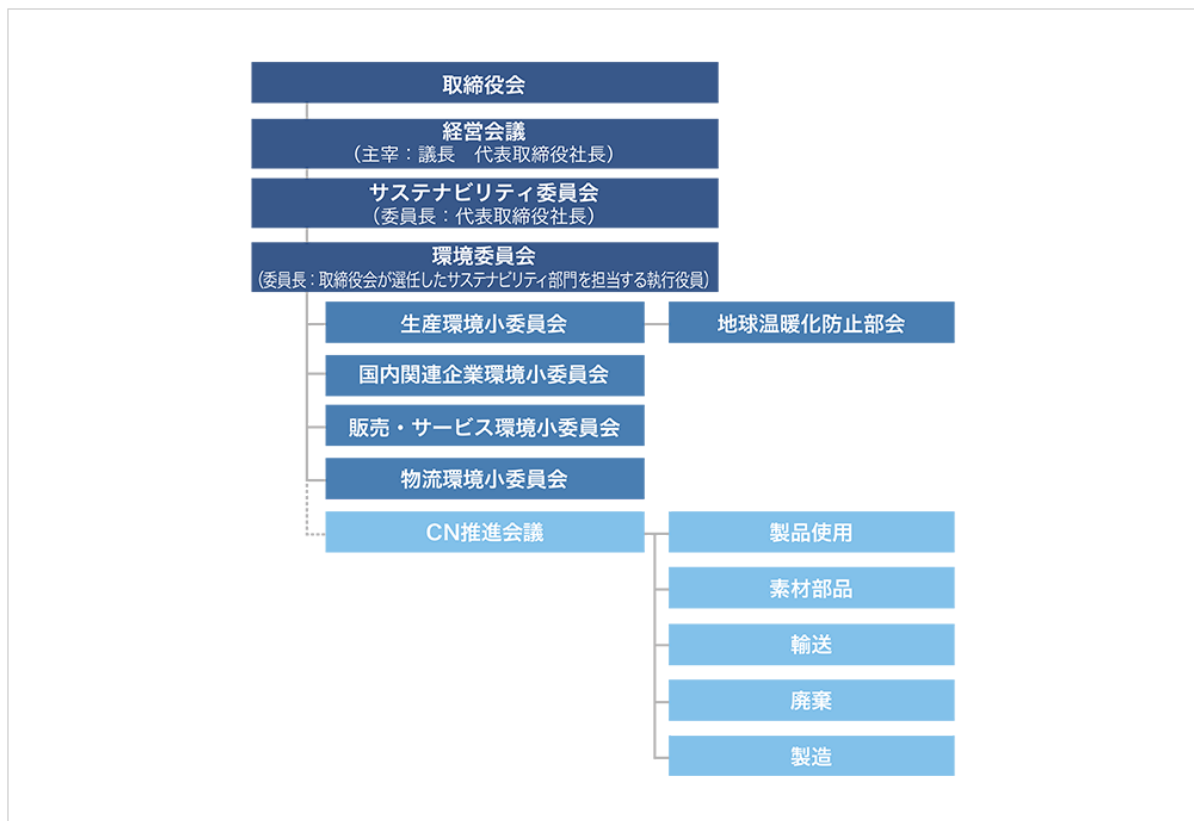 取締役会
経営会議
（主宰：議長　代表取締役社長）
サステナビリティ委員会
（委員長：代表取締役社長）
環境委員会
（委員長：取締役会が選任したサステナビリティ部門を担当する執行役員）
生産環境小委員会
地球温暖化防止部会
国内関連企業環境小委員会
販売・サービス環境小委員会
物流環境小委員会
CN推進会議
製品使用
素材部品
輸送
廃棄
製造